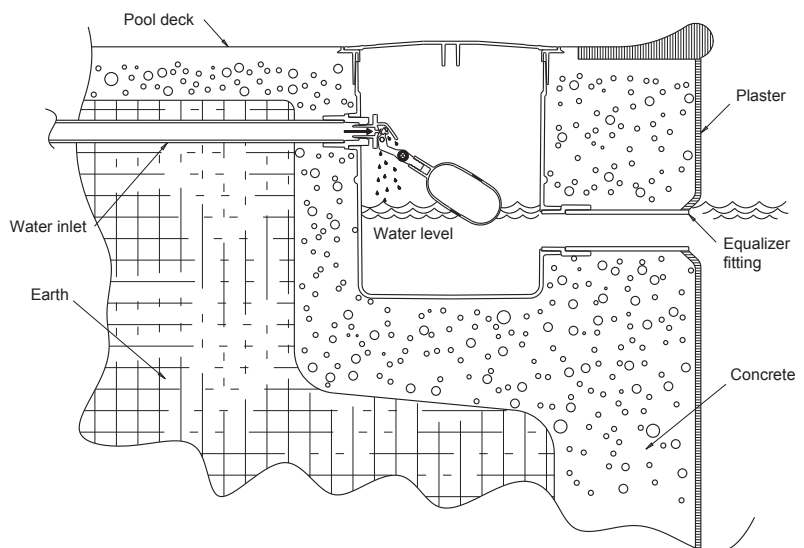 Pool deck
Plaster
Water inlet
Water level
Equalizer
fitting
Earth
Concrete